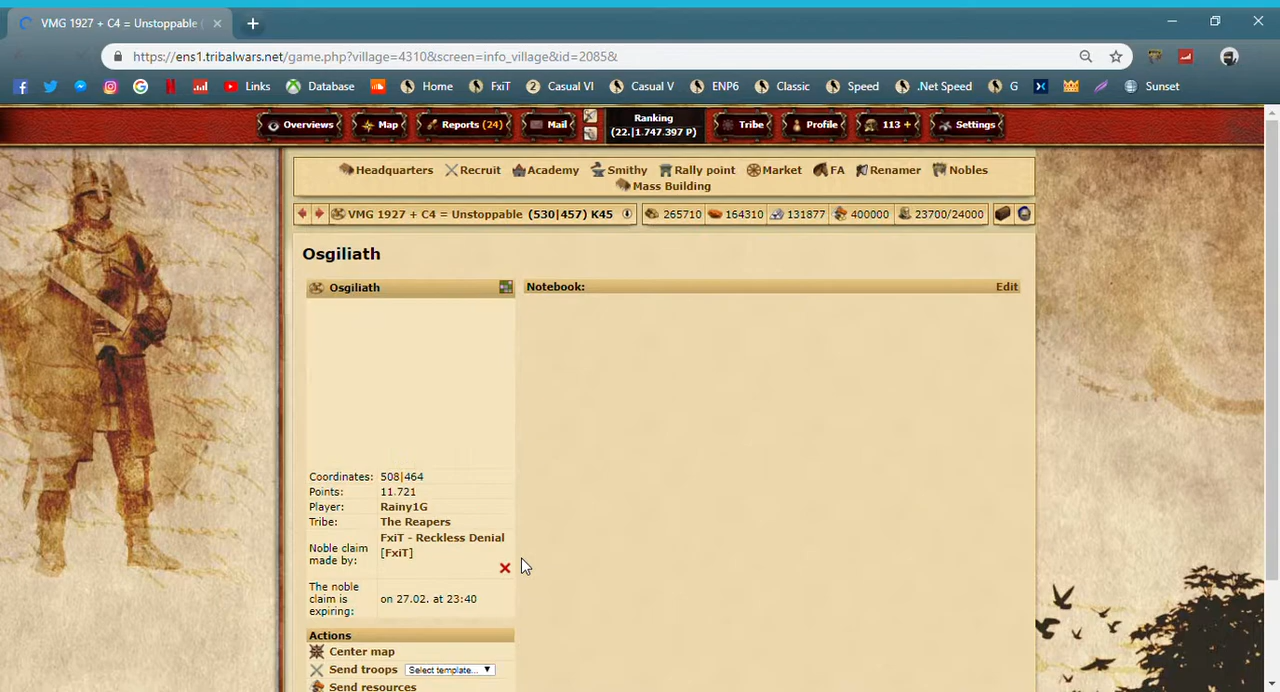 VMG 1927 + C4 = Unstoppable (
https://ens1.tribalwars.net/game.php?village=4310&screen=info_village&id=2085&
Links Database Home FxiT Casual VI Casual V ENP6 Classic Speed .Net Speed G Sunset
Overviews Map Reports (24) Mail Ranking Tribe Profile 113 + Settings
(22.|1.747.397 P)
Headquarters Recruit Academy Smithy Rally point Market FA Renamer Nobles
Mass Building
VMG 1927 + C4 = Unstoppable (530|457) K45 265710 164310 131877 400000 23700/24000
Osgiliath
Osgiliath
Notebook: Edit
Coordinates: 508|464
Points: 11.721
Player: Rainy1G
Tribe: The Reapers
Noble claim made by: FxiT - Reckless Denial [FxiT]
The noble claim is expiring: on 27.02. at 23:40
Actions
Center map
Send troops Select template...
Send resources